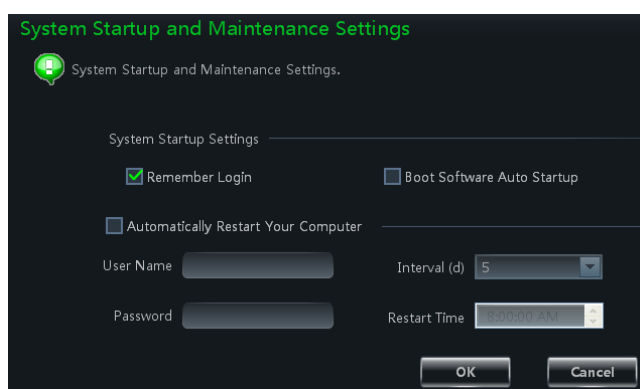 System Startup and Maintenance Settings
System Startup and Maintenance Settings.
System Startup Settings
Remember Login
Boot Software Auto Startup
Automatically Restart Your Computer
User Name
Interval (d)
5
Password
Restart Time
8:00:00 AM
OK
Cancel